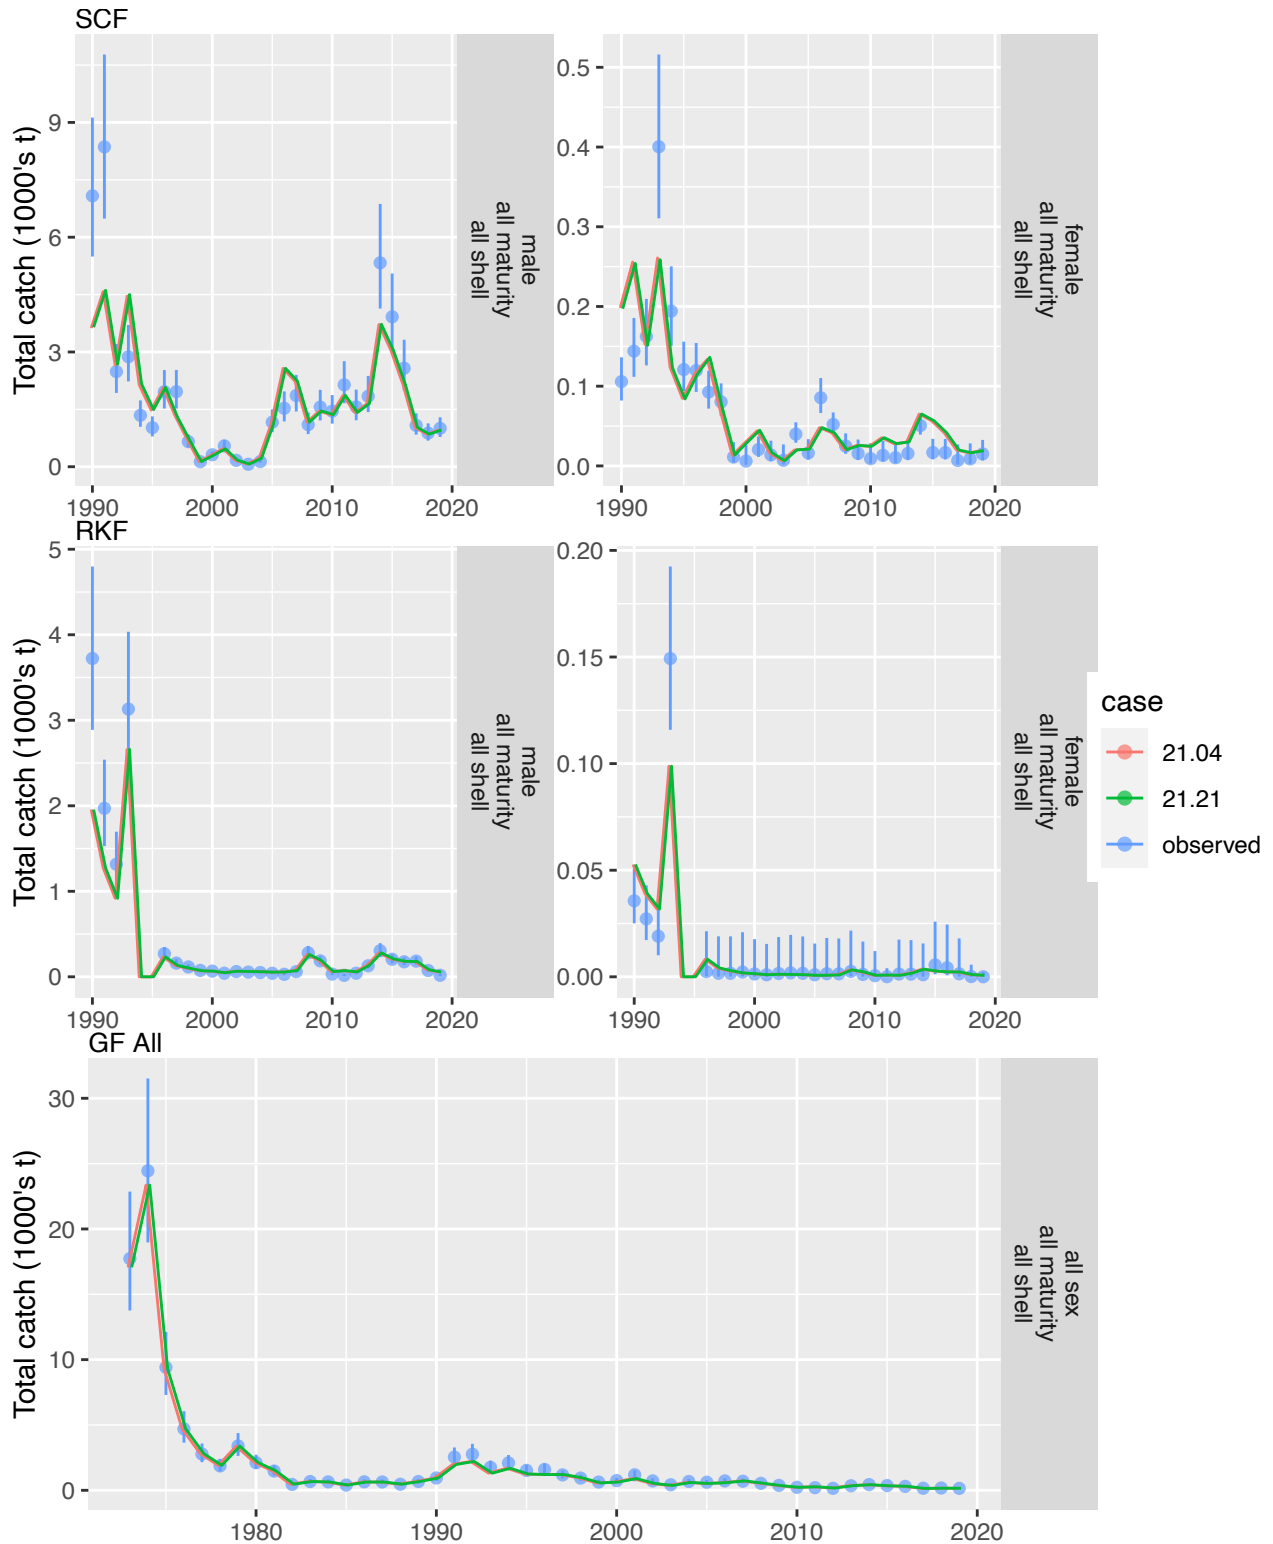 SCF
Total catch (1000's t)
9
6
3
0
1990 2000 2010 2020
male
all maturity
all shell
0.5
0.4
0.3
0.2
0.1
0.0
1990 2000 2010 2020
female
all maturity
all shell
RKF
Total catch (1000's t)
5
4
3
2
1
0
1990 2000 2010 2020
male
all maturity
all shell
0.20
0.15
0.10
0.05
0.00
1990 2000 2010 2020
female
all maturity
all shell
case
21.04
21.21
observed
GF All
Total catch (1000's t)
30
20
10
0
1980 1990 2000 2010 2020
all sex
all maturity
all shell